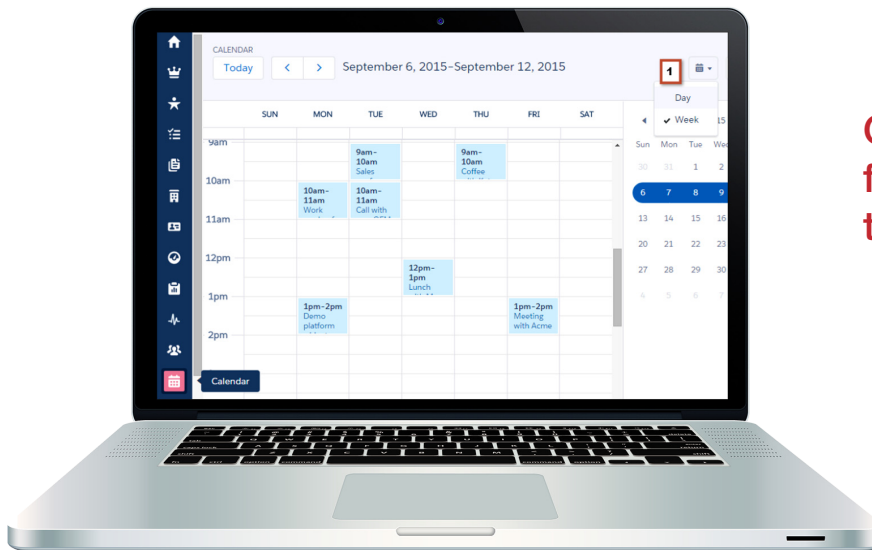 CALENDAR
Today
September 6, 2015–September 12, 2015
1
Day
✔ Week
15
SUN MON TUE WED THU FRI SAT
Sun Mon Tue Wed
30 31 1 2
6 7 8 9
13 14 15 16
20 21 22 23
27 28 29 30
4 5 6 7
9am
10am
11am
12pm
1pm
2pm
9am–
10am
Sales
9am–
10am
Coffee
10am–
11am
Work
10am–
11am
Call with
12pm–
1pm
Lunch
1pm–2pm
Demo
platform
1pm–2pm
Meeting
with Acme
Calendar
option
command
command
option